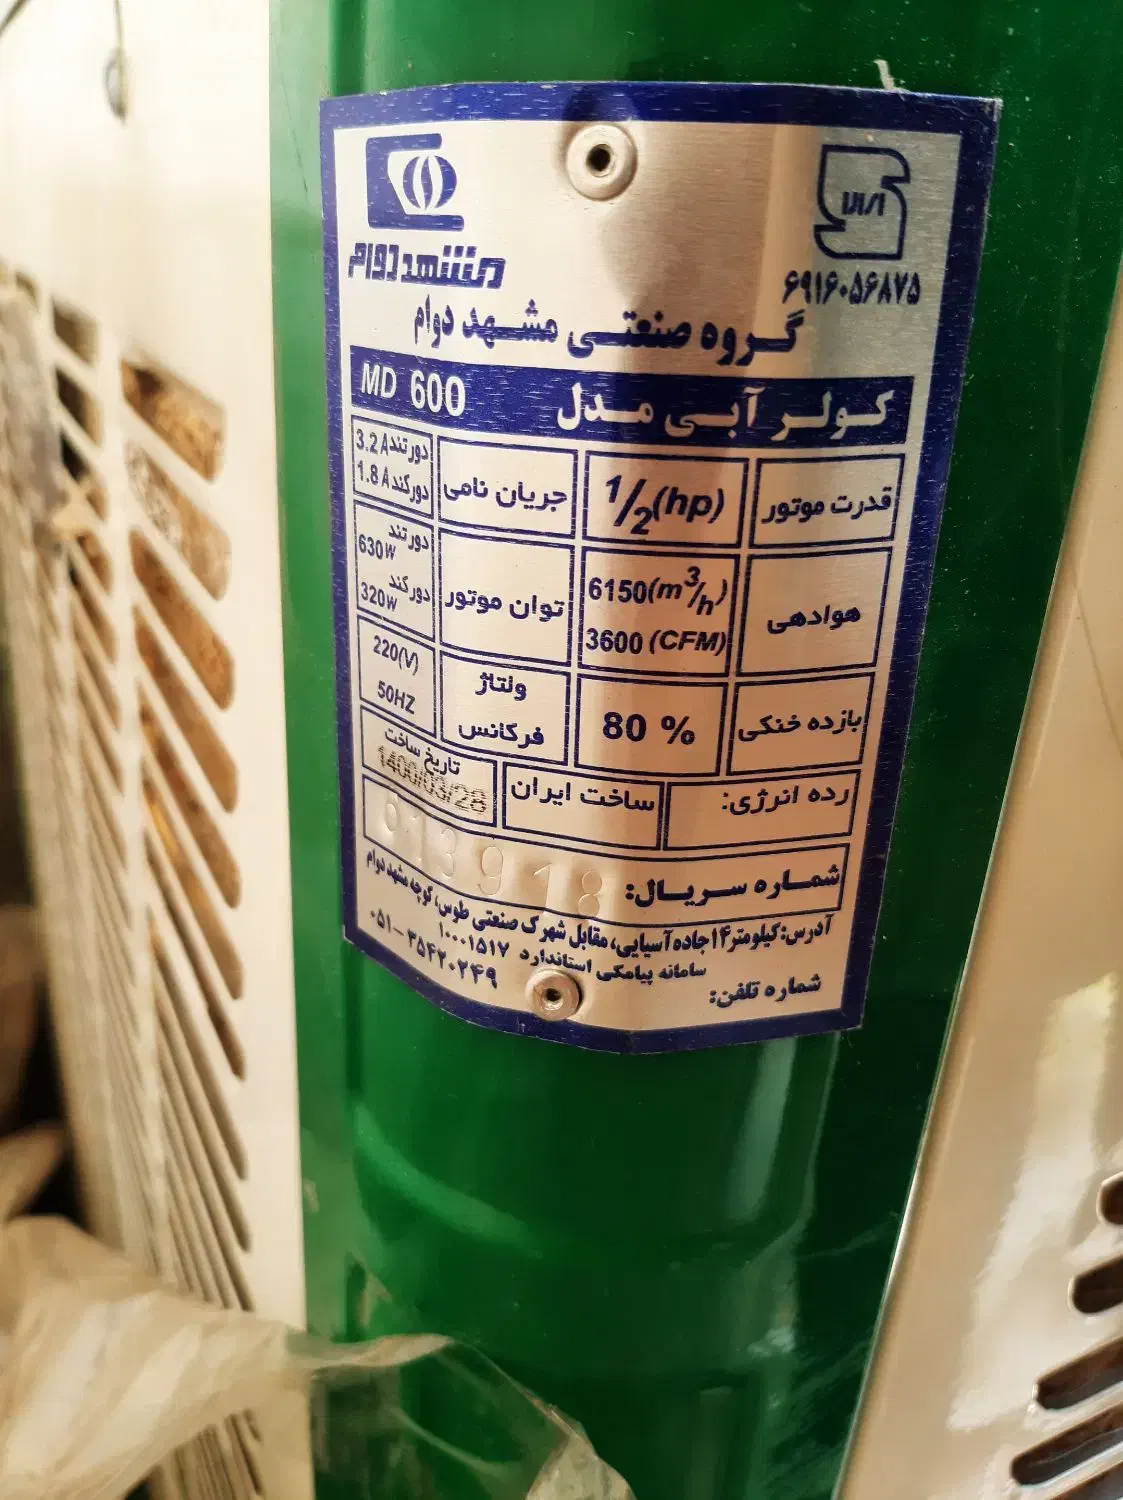 مشهد دوام
۶۹۱۶۰۵۶۸۷۵
گروه صنعتی مشهد دوام
کولر آبی مدل MD 600
قدرت موتور 1/2(hp) جریان نامی دورتند 3.2A
دورکند 1.8A
هوادهی 6150(m³/h) توان موتور دورتند 630W
3600 (CFM) دورکند 320W
بازده خنکی 80 % ولتاژ 220(V)
فرکانس 50HZ
رده انرژی: ساخت ایران تاریخ ساخت
1400/03/28
شماره سریال: 613918
آدرس: کیلومتر ۱۴ جاده آسیایی، مقابل شهرک صنعتی طوس، کوچه مشهد دوام
سامانه پیامکی استاندارد ۱۰۰۰۱۵۱۷
شماره تلفن: ۰۵۱-۳۵۴۲۰۲۴۹